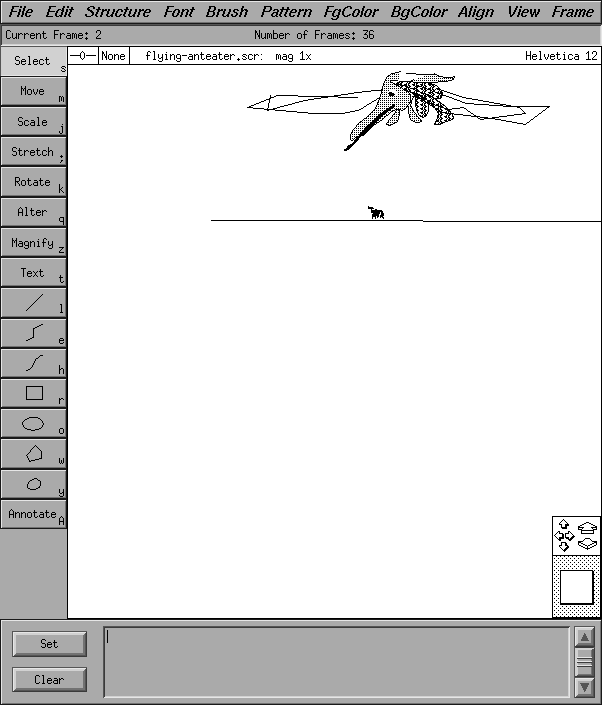 File Edit Structure Font Brush Pattern FgColor BgColor Align View Frame
Current Frame: 2 Number of Frames: 36
Select s
None flying-anteater.scr: mag 1x Helvetica 12
Move m
Scale j
Stretch ;
Rotate k
Alter q
Magnify z
Text t
l
e
h
r
o
w
y
Annotate A
Set
Clear